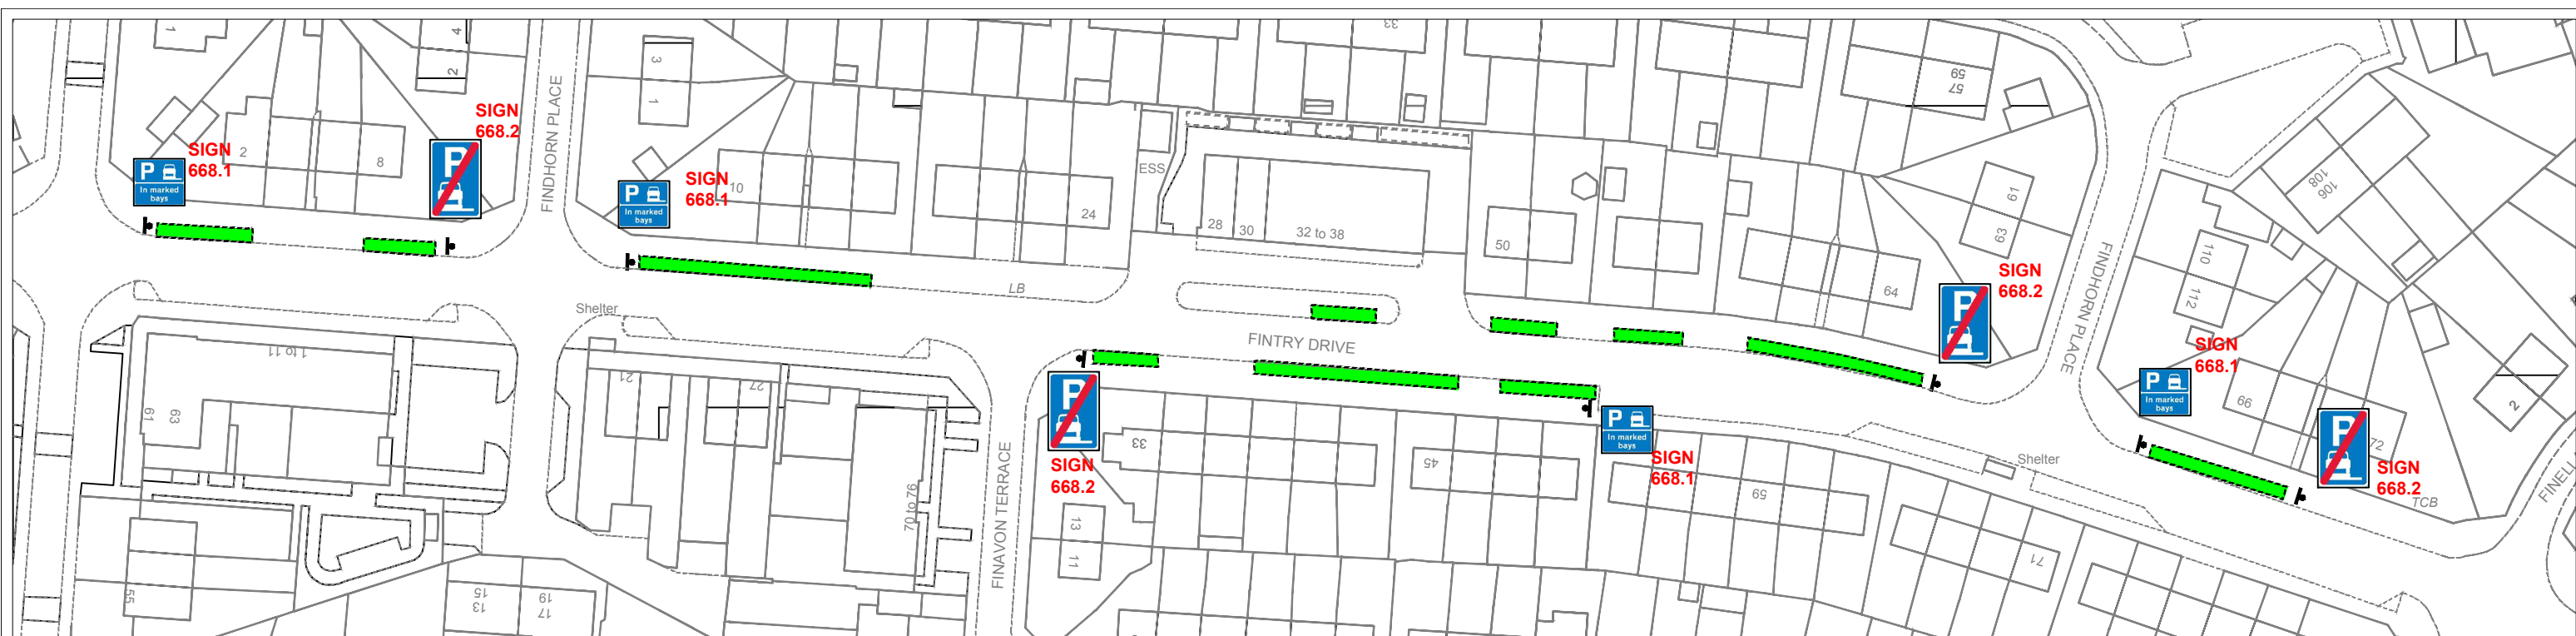 1
4
2
SIGN
668.2
P
FINDHORN PLACE
3
1
33
59
57
SIGN
668.1
P
In marked
bays
2
8
SIGN
668.1
P
In marked
bays
10
24
ESS
28
30
32 to 38
50
64
61
63
SIGN
668.2
P
FINDHORN PLACE
108
106
110
112
LB
Shelter
FINTRY DRIVE
1 to 11
61
63
21
27
70 to 76
FINAVON TERRACE
P
SIGN
668.2
33
45
P
In marked
bays
SIGN
668.1
59
Shelter
71
SIGN
668.1
P
In marked
bays
66
72
P
SIGN
668.2
TCB
2
13
11
55
15
13
19
17